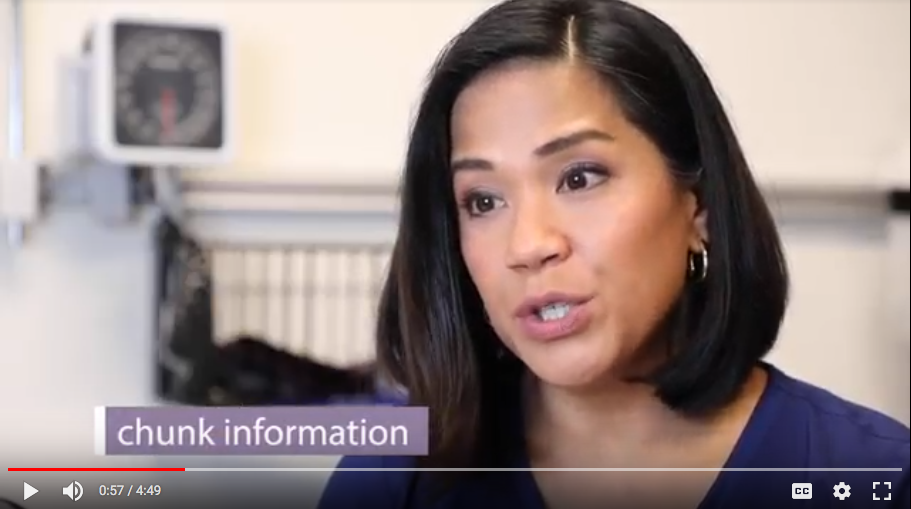 chunk information
0:57 / 4:49
CC